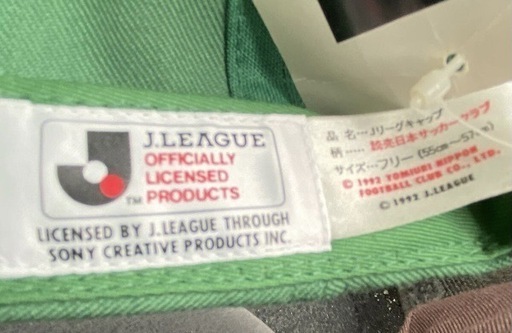 J.LEAGUE
OFFICIALLY
LICENSED
PRODUCTS
TM
LICENSED BY J.LEAGUE THROUGH
SONY CREATIVE PRODUCTS INC.
品 名…Jリーグキャップ
柄……読売日本サッカークラブ
サイズ…フリー (55cm〜57cm)
© 1992 YOMIURI NIPPON
FOOTBALL CLUB CO., LTD.
© 1992 J.LEAGUE